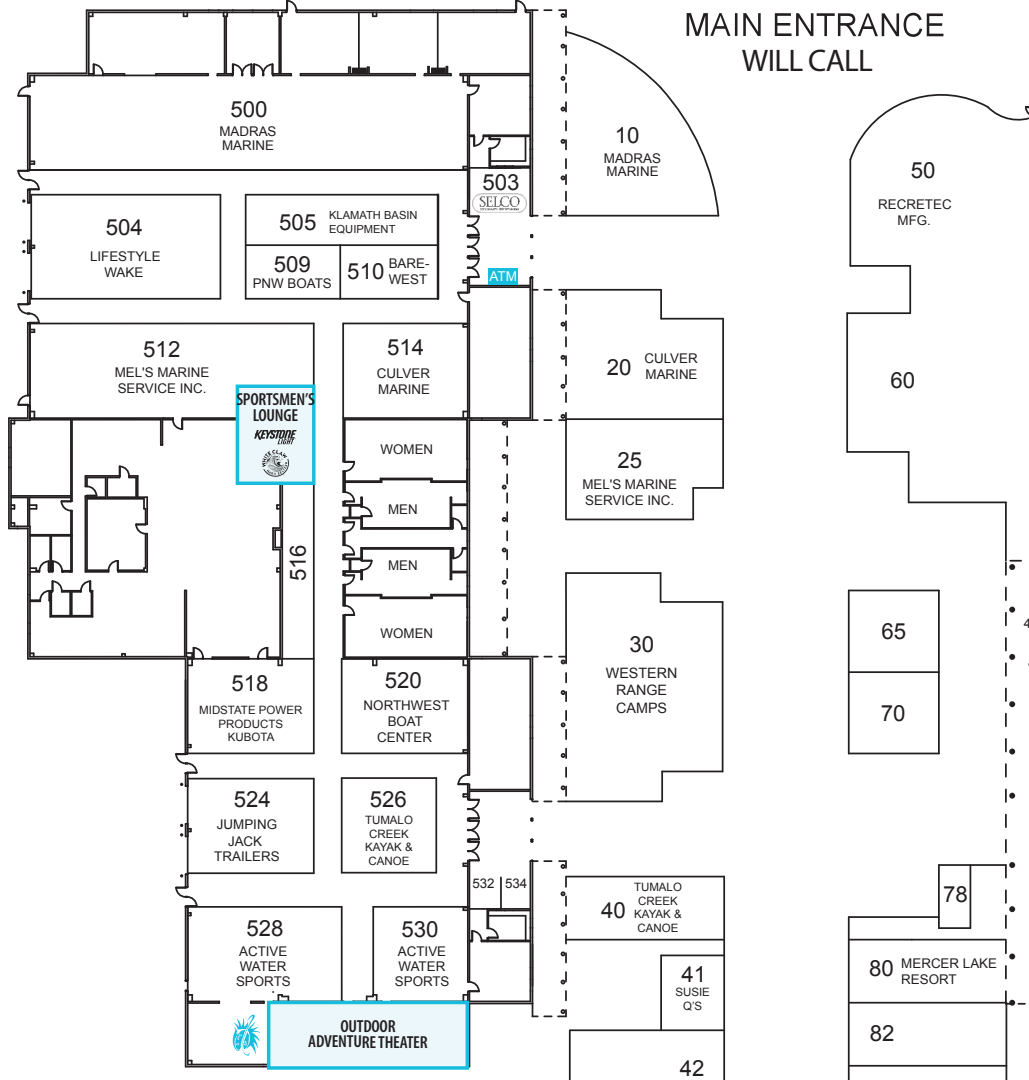 MAIN ENTRANCE
WILL CALL
500
MADRAS
MARINE
10
MADRAS
MARINE
50
RECRETEC
MFG.
503
SELCO
504
LIFESTYLE
WAKE
505 KLAMATH BASIN
EQUIPMENT
509
PNW BOATS
510 BARE-
WEST
ATM
512
MEL'S MARINE
SERVICE INC.
514
CULVER
MARINE
20 CULVER
MARINE
60
SPORTSMEN'S
LOUNGE
KEYSTONE
LIGHT
WHITE CLAW
WOMEN
MEN
MEN
WOMEN
516
25
MEL'S MARINE
SERVICE INC.
30
WESTERN
RANGE
CAMPS
65
70
4
518
MIDSTATE POWER
PRODUCTS
KUBOTA
520
NORTHWEST
BOAT
CENTER
524
JUMPING
JACK
TRAILERS
526
TUMALO
CREEK
KAYAK &
CANOE
532
534
40
TUMALO
CREEK
KAYAK &
CANOE
78
528
ACTIVE
WATER
SPORTS
530
ACTIVE
WATER
SPORTS
41
SUSIE
Q'S
80 MERCER LAKE
RESORT
OUTDOOR
ADVENTURE THEATER
42
82